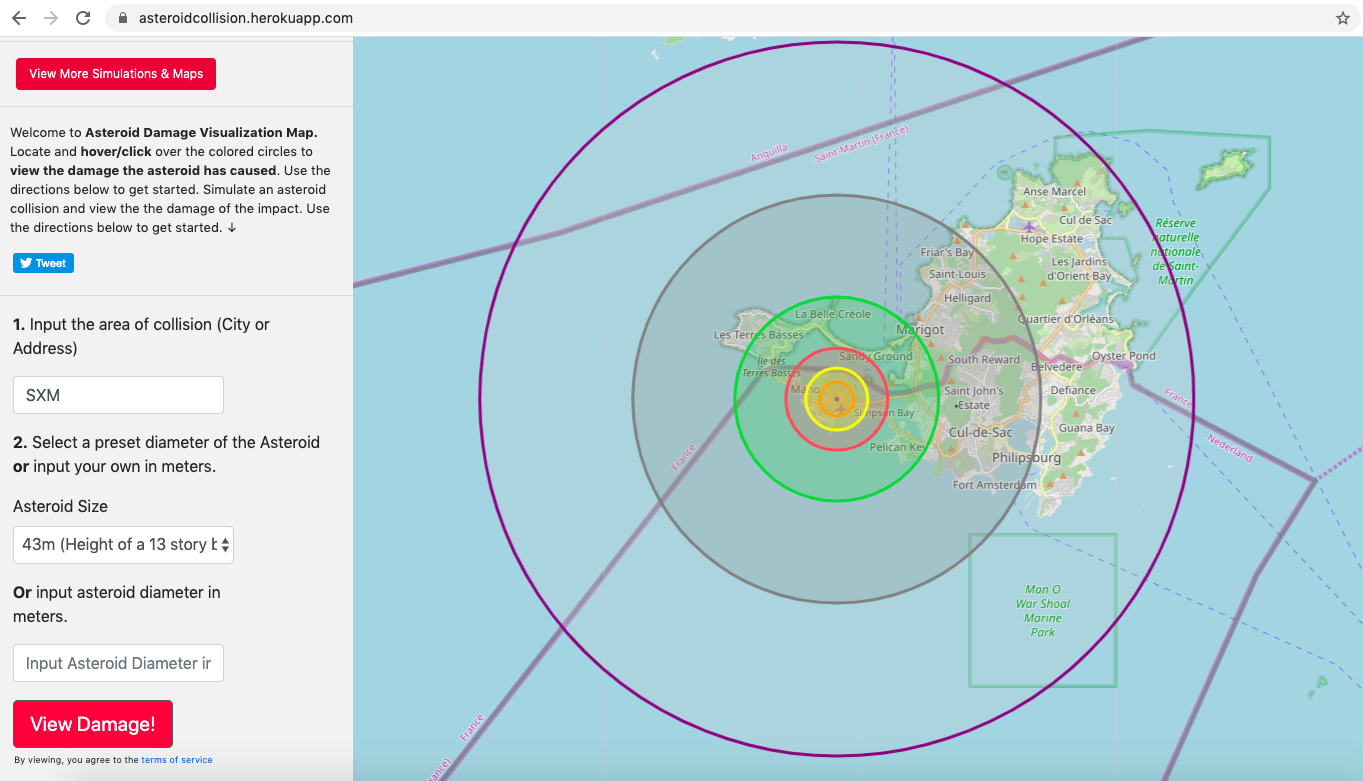 asteroidcollision.herokuapp.com
View More Simulations & Maps
Welcome to Asteroid Damage Visualization Map.
Locate and hover/click over the colored circles to
view the damage the asteroid has caused. Use the
directions below to get started. Simulate an asteroid
collision and view the the damage of the impact. Use
the directions below to get started. ↓
Tweet
1. Input the area of collision (City or
Address)
SXM
2. Select a preset diameter of the Asteroid
or input your own in meters.
Asteroid Size
43m (Height of a 13 story b
Or input asteroid diameter in
meters.
Input Asteroid Diameter ir
View Damage!
By viewing, you agree to the terms of service
Anguilla
Saint-Martin (France)
Anse Marcel
Cul de Sac
Hope Estate
Réserve
naturelle
nationale
de Saint-
Martin
Friar's Bay
Les Jardins
d'Orient Bay
Saint-Louis
Helligard
La Belle Créole
Quartier d'Orléans
Les Terres Basses
Marigot
Sandy Ground
Oyster Pond
Île des
Terres Basses
South Reward
Belvedere
Maho
Saint John's
Estate
Defiance
France
Simpson Bay
Guana Bay
Cul-de-Sac
Nederland
Pelican Key
Philipsburg
France
Fort Amsterdam
Man O
War Shoal
Marine
Park
France
rance)